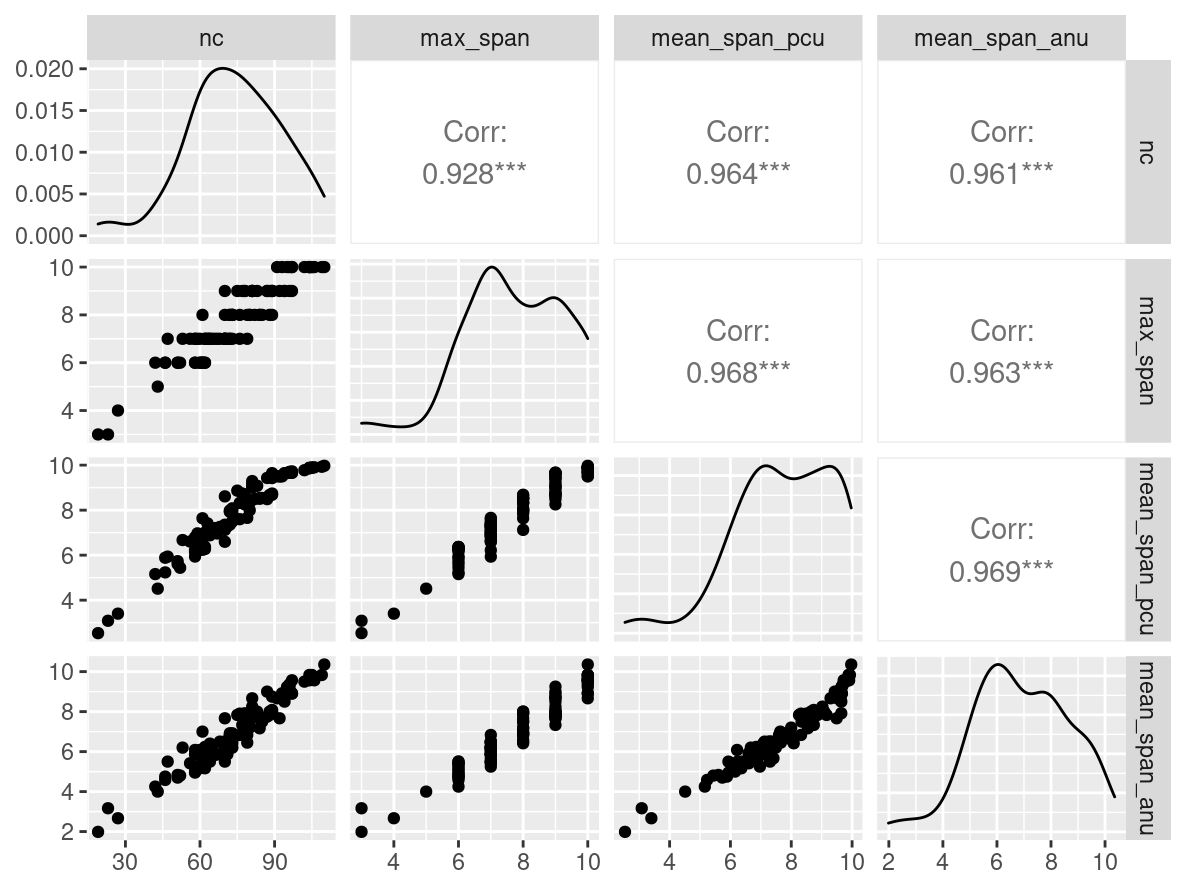 nc max_span mean_span_pcu mean_span_anu
0.020
0.015
0.010
0.005
0.000
Corr:
0.928***
Corr:
0.964***
Corr:
0.961***
nc
10
8
6
4
Corr:
0.968***
Corr:
0.963***
max_span
10
8
6
4
Corr:
0.969***
mean_span_pcu
10
8
6
4
2
mean_span_anu
30 60 90
4 6 8 10
4 6 8 10
2 4 6 8 10